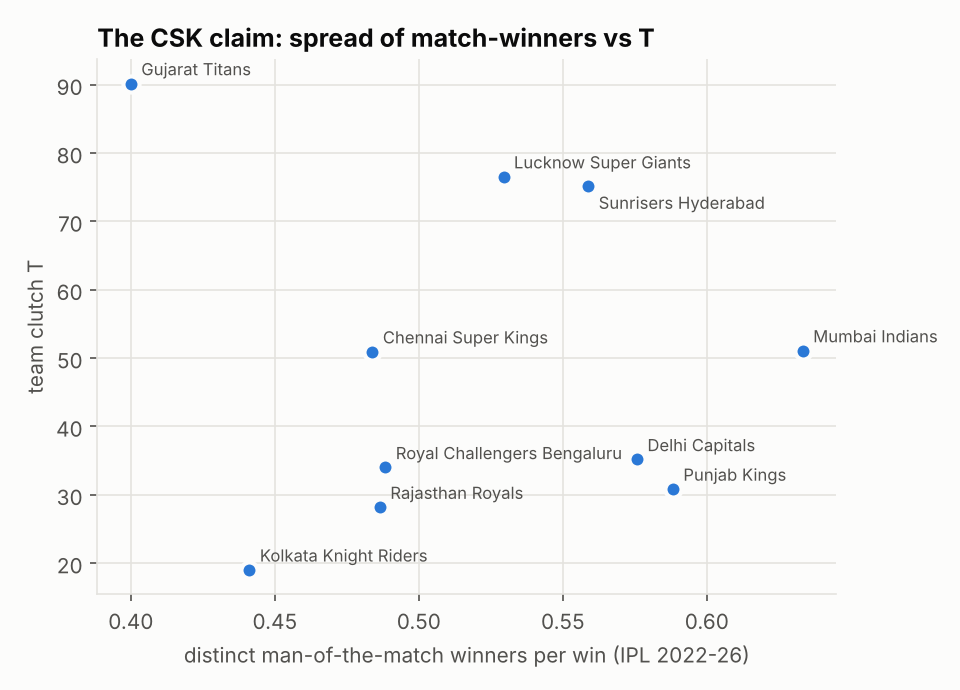 The CSK claim: spread of match-winners vs T
Gujarat Titans
90
80
Lucknow Super Giants
Sunrisers Hyderabad
70
60
team clutch T
Chennai Super Kings
Mumbai Indians
50
40
Royal Challengers Bengaluru
Delhi Capitals
Punjab Kings
30
Rajasthan Royals
Kolkata Knight Riders
20
0.40 0.45 0.50 0.55 0.60
distinct man-of-the-match winners per win (IPL 2022-26)